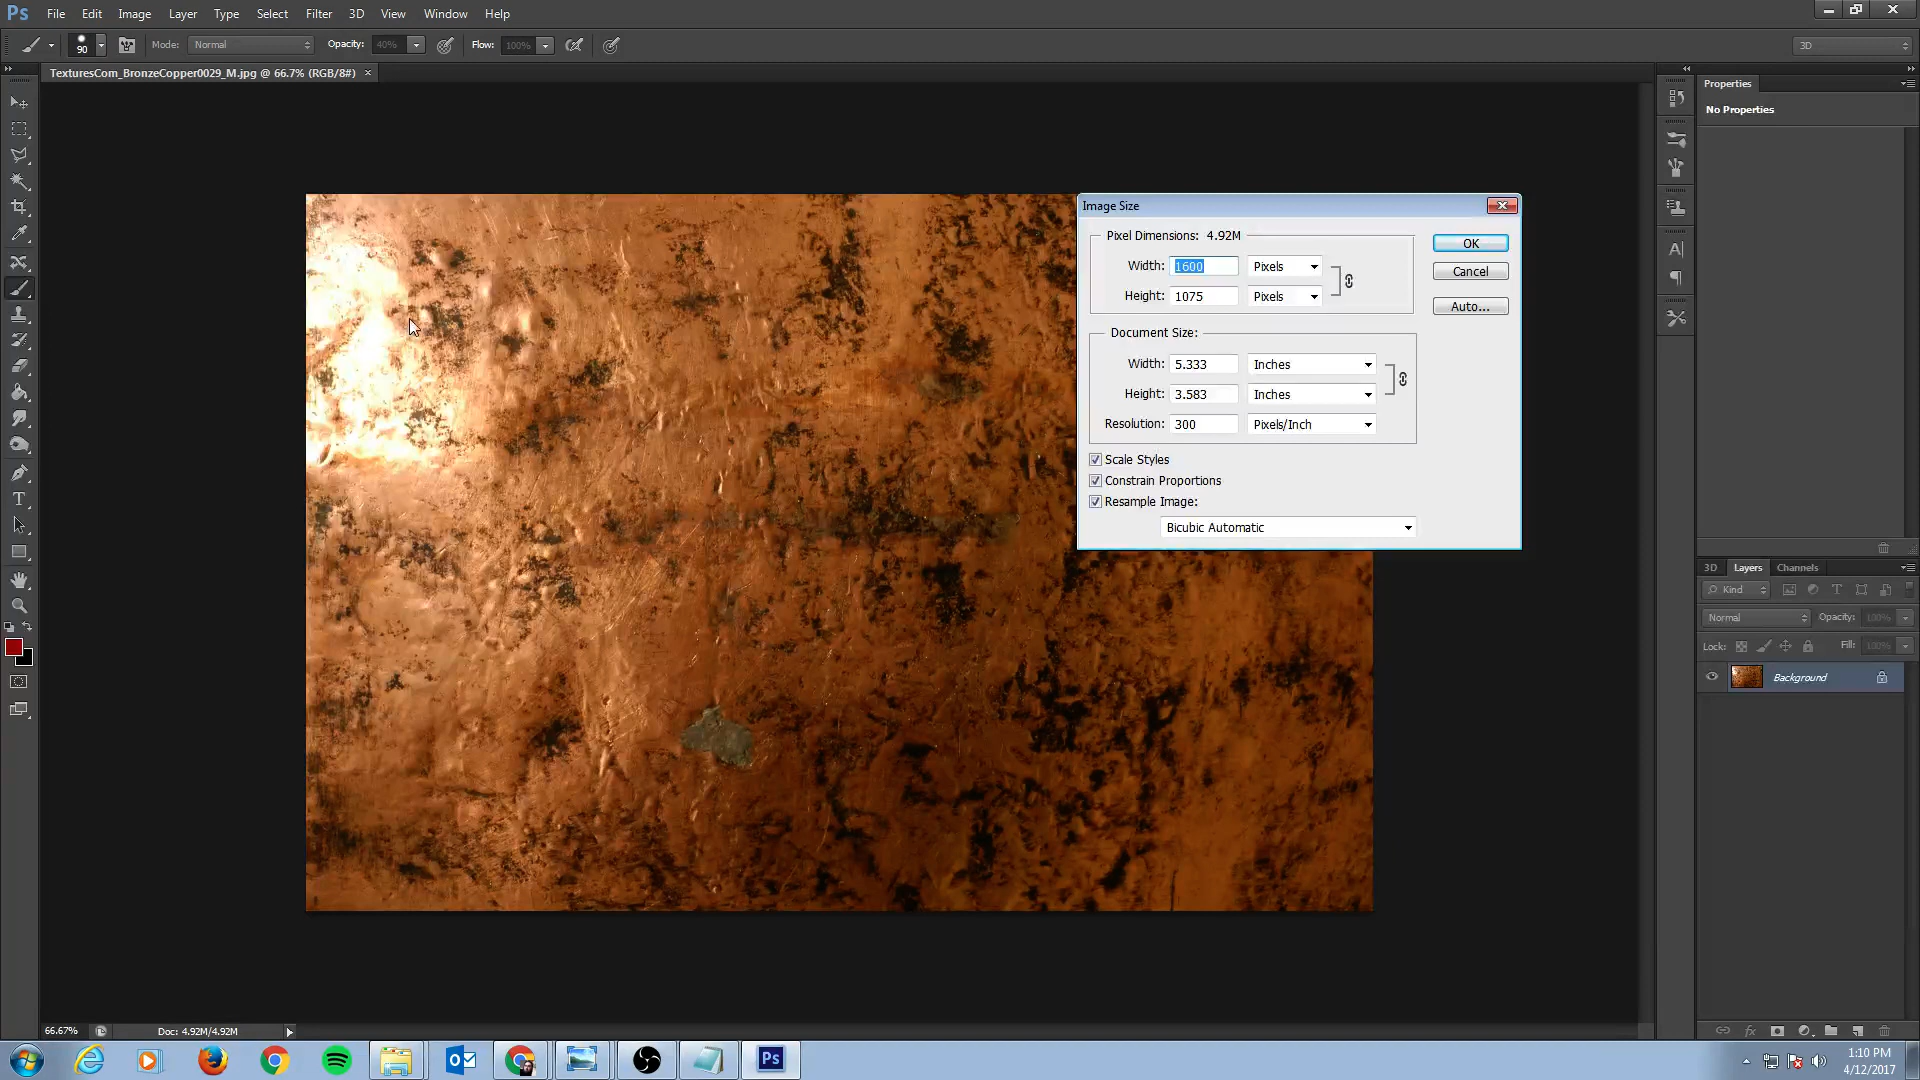 Ps File Edit Image Layer Type Select Filter 3D View Window Help
90 Mode: Normal Opacity: 40% Flow: 100% 3D
TexturesCom_BronzeCopper0029_M.jpg @ 66.7% (RGB/8#) ×
Properties
No Properties
Image Size
Pixel Dimensions: 4.92M
Width: 1600 Pixels
Height: 1075 Pixels
OK
Cancel
Auto...
Document Size:
Width: 5.333 Inches
Height: 3.583 Inches
Resolution: 300 Pixels/Inch
Scale Styles
Constrain Proportions
Resample Image:
Bicubic Automatic
3D Layers Channels
Kind
Normal Opacity: 100%
Lock: Fill: 100%
Background
66.67% Doc: 4.92M/4.92M
Ps
1:10 PM
4/12/2017